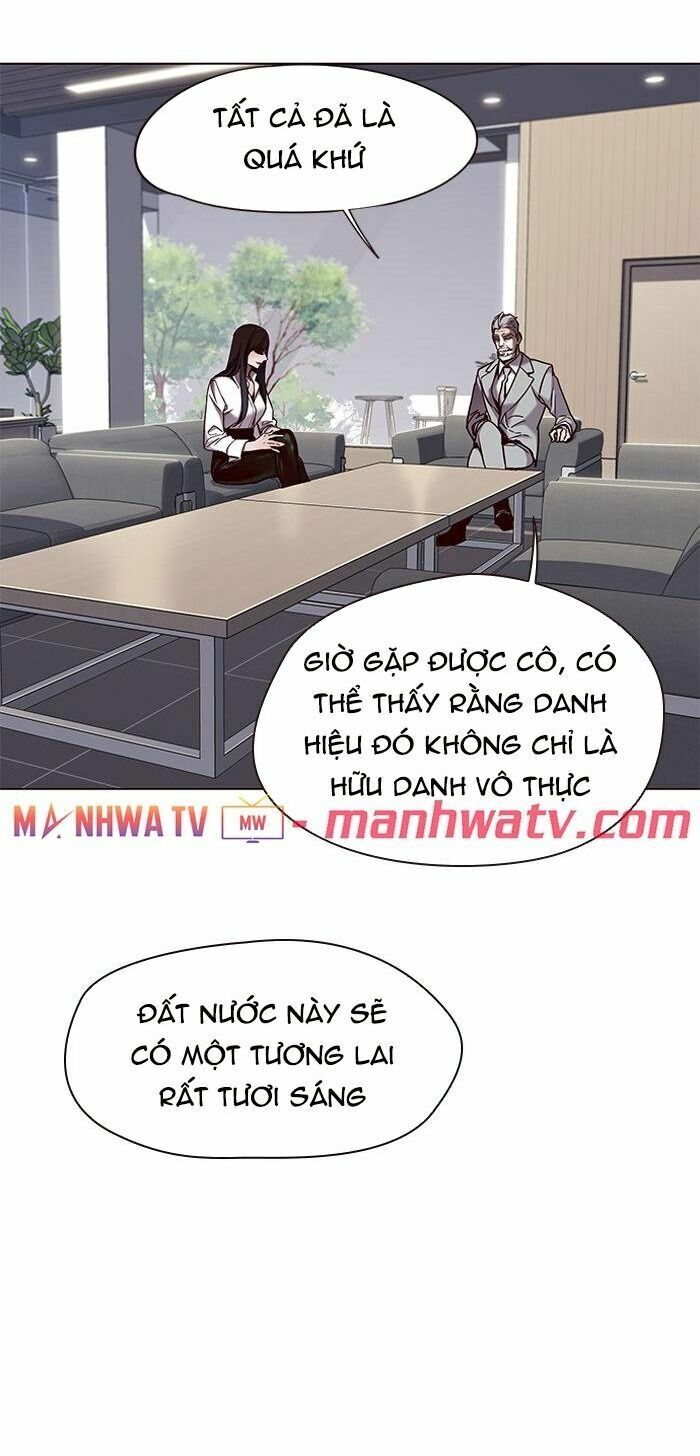 TẤT CẢ ĐÃ LÀ
QUÁ KHỨ
GIỜ GẶP ĐƯỢC CÔ, CÓ
THỂ THẤY RẰNG DANH
HIỆU ĐÓ KHÔNG CHỈ LÀ
HỮU DANH VÔ THỰC
MANHWA TV MW - manhwatv.com
ĐẤT NƯỚC NÀY SẼ
CÓ MỘT TƯƠNG LAI
RẤT TƯƠI SÁNG